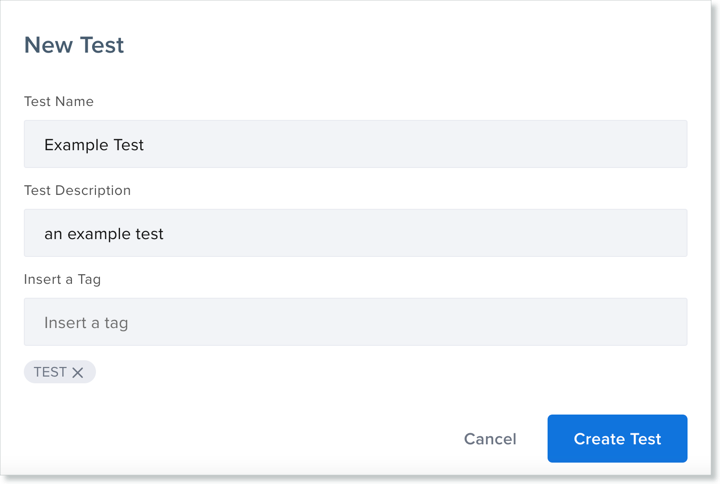 New Test
Test Name
Example Test
Test Description
an example test
Insert a Tag
Insert a tag
TEST
Cancel
Create Test